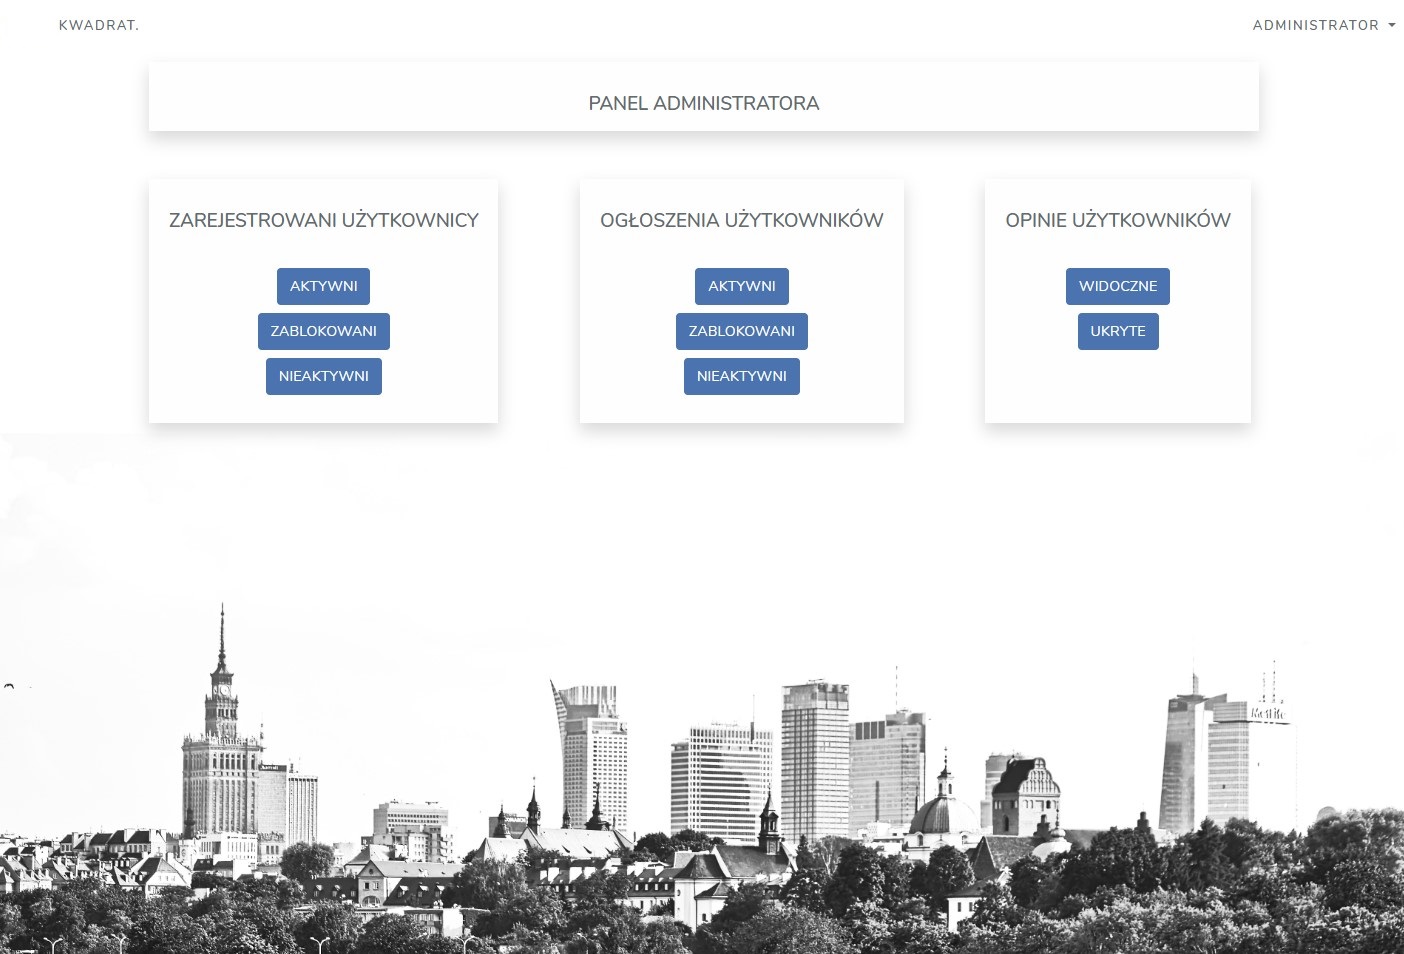 KWADRAT.
ADMINISTRATOR
PANEL ADMINISTRATORA
ZAREJESTROWANI UŻYTKOWNICY
AKTYWNI
ZABLOKOWANI
NIEAKTYWNI
OGŁOSZENIA UŻYTKOWNIKÓW
AKTYWNI
ZABLOKOWANI
NIEAKTYWNI
OPINIE UŻYTKOWNIKÓW
WIDOCZNE
UKRYTE